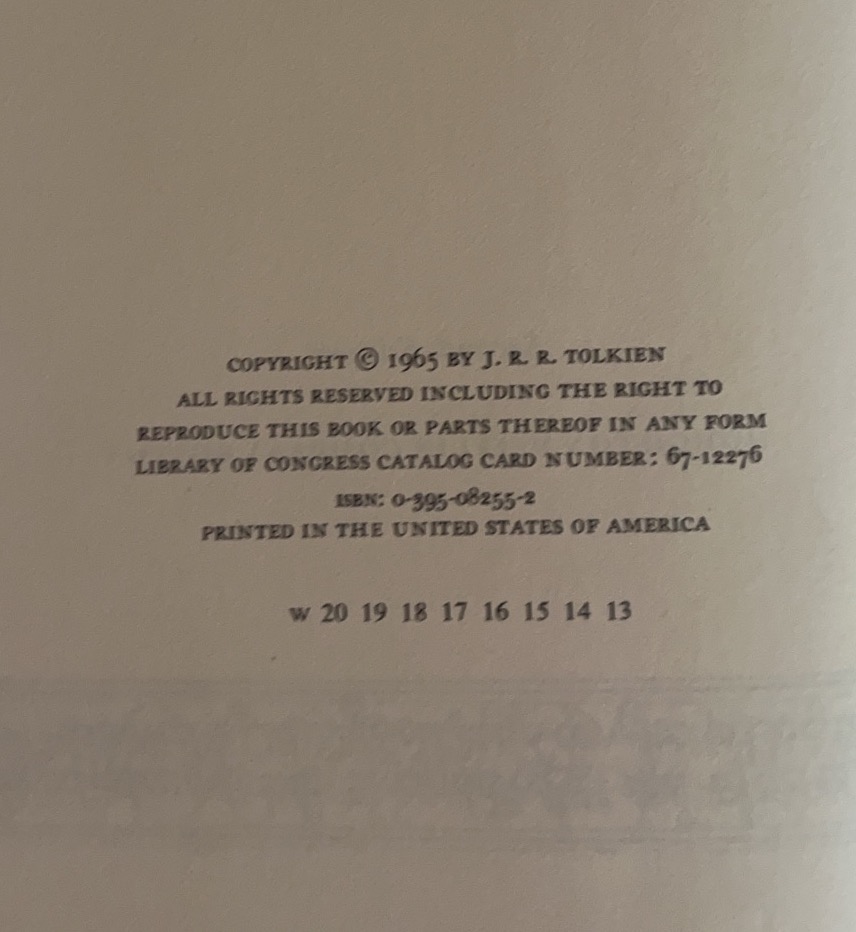 COPYRIGHT © 1965 BY J. R. R. TOLKIEN
ALL RIGHTS RESERVED INCLUDING THE RIGHT TO
REPRODUCE THIS BOOK OR PARTS THEREOF IN ANY FORM
LIBRARY OF CONGRESS CATALOG CARD NUMBER: 67-12276
ISBN: 0-395-08255-2
PRINTED IN THE UNITED STATES OF AMERICA
W 20 19 18 17 16 15 14 13